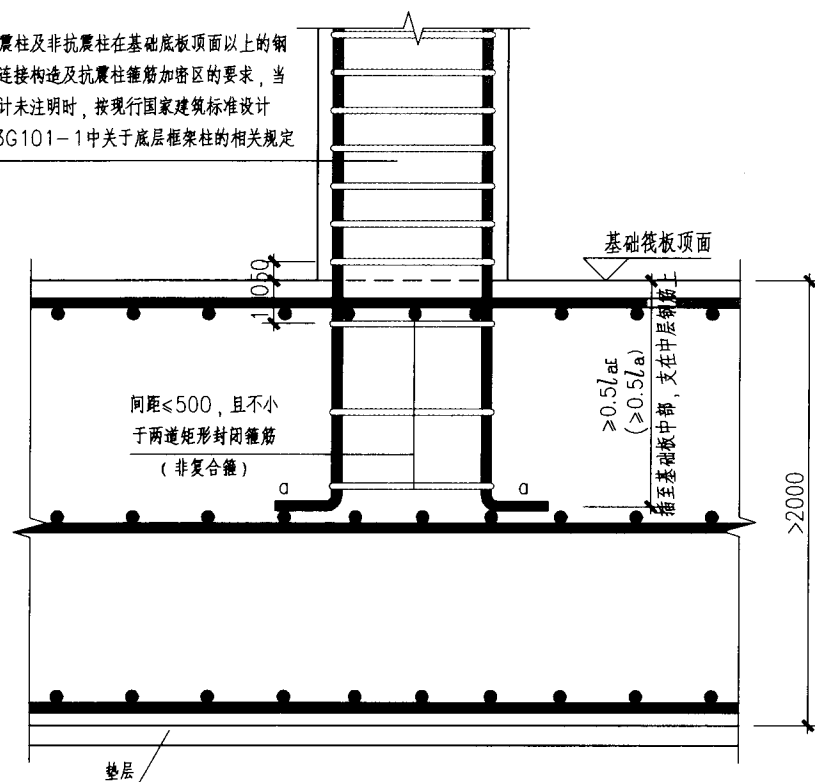 震柱及非抗震柱在基础底板顶面以上的钢
连接构造及抗震柱箍筋加密区的要求，当
计未注明时，按现行国家建筑标准设计
3G101-1中关于底层框架柱的相关规定
基础筏板顶面
50
100
≥0.5laE
(≥0.5la)
插至基础板中部，支在中层钢筋上
间距≤500，且不小
于两道矩形封闭箍筋
（非复合箍）
a
a
>2000
垫层